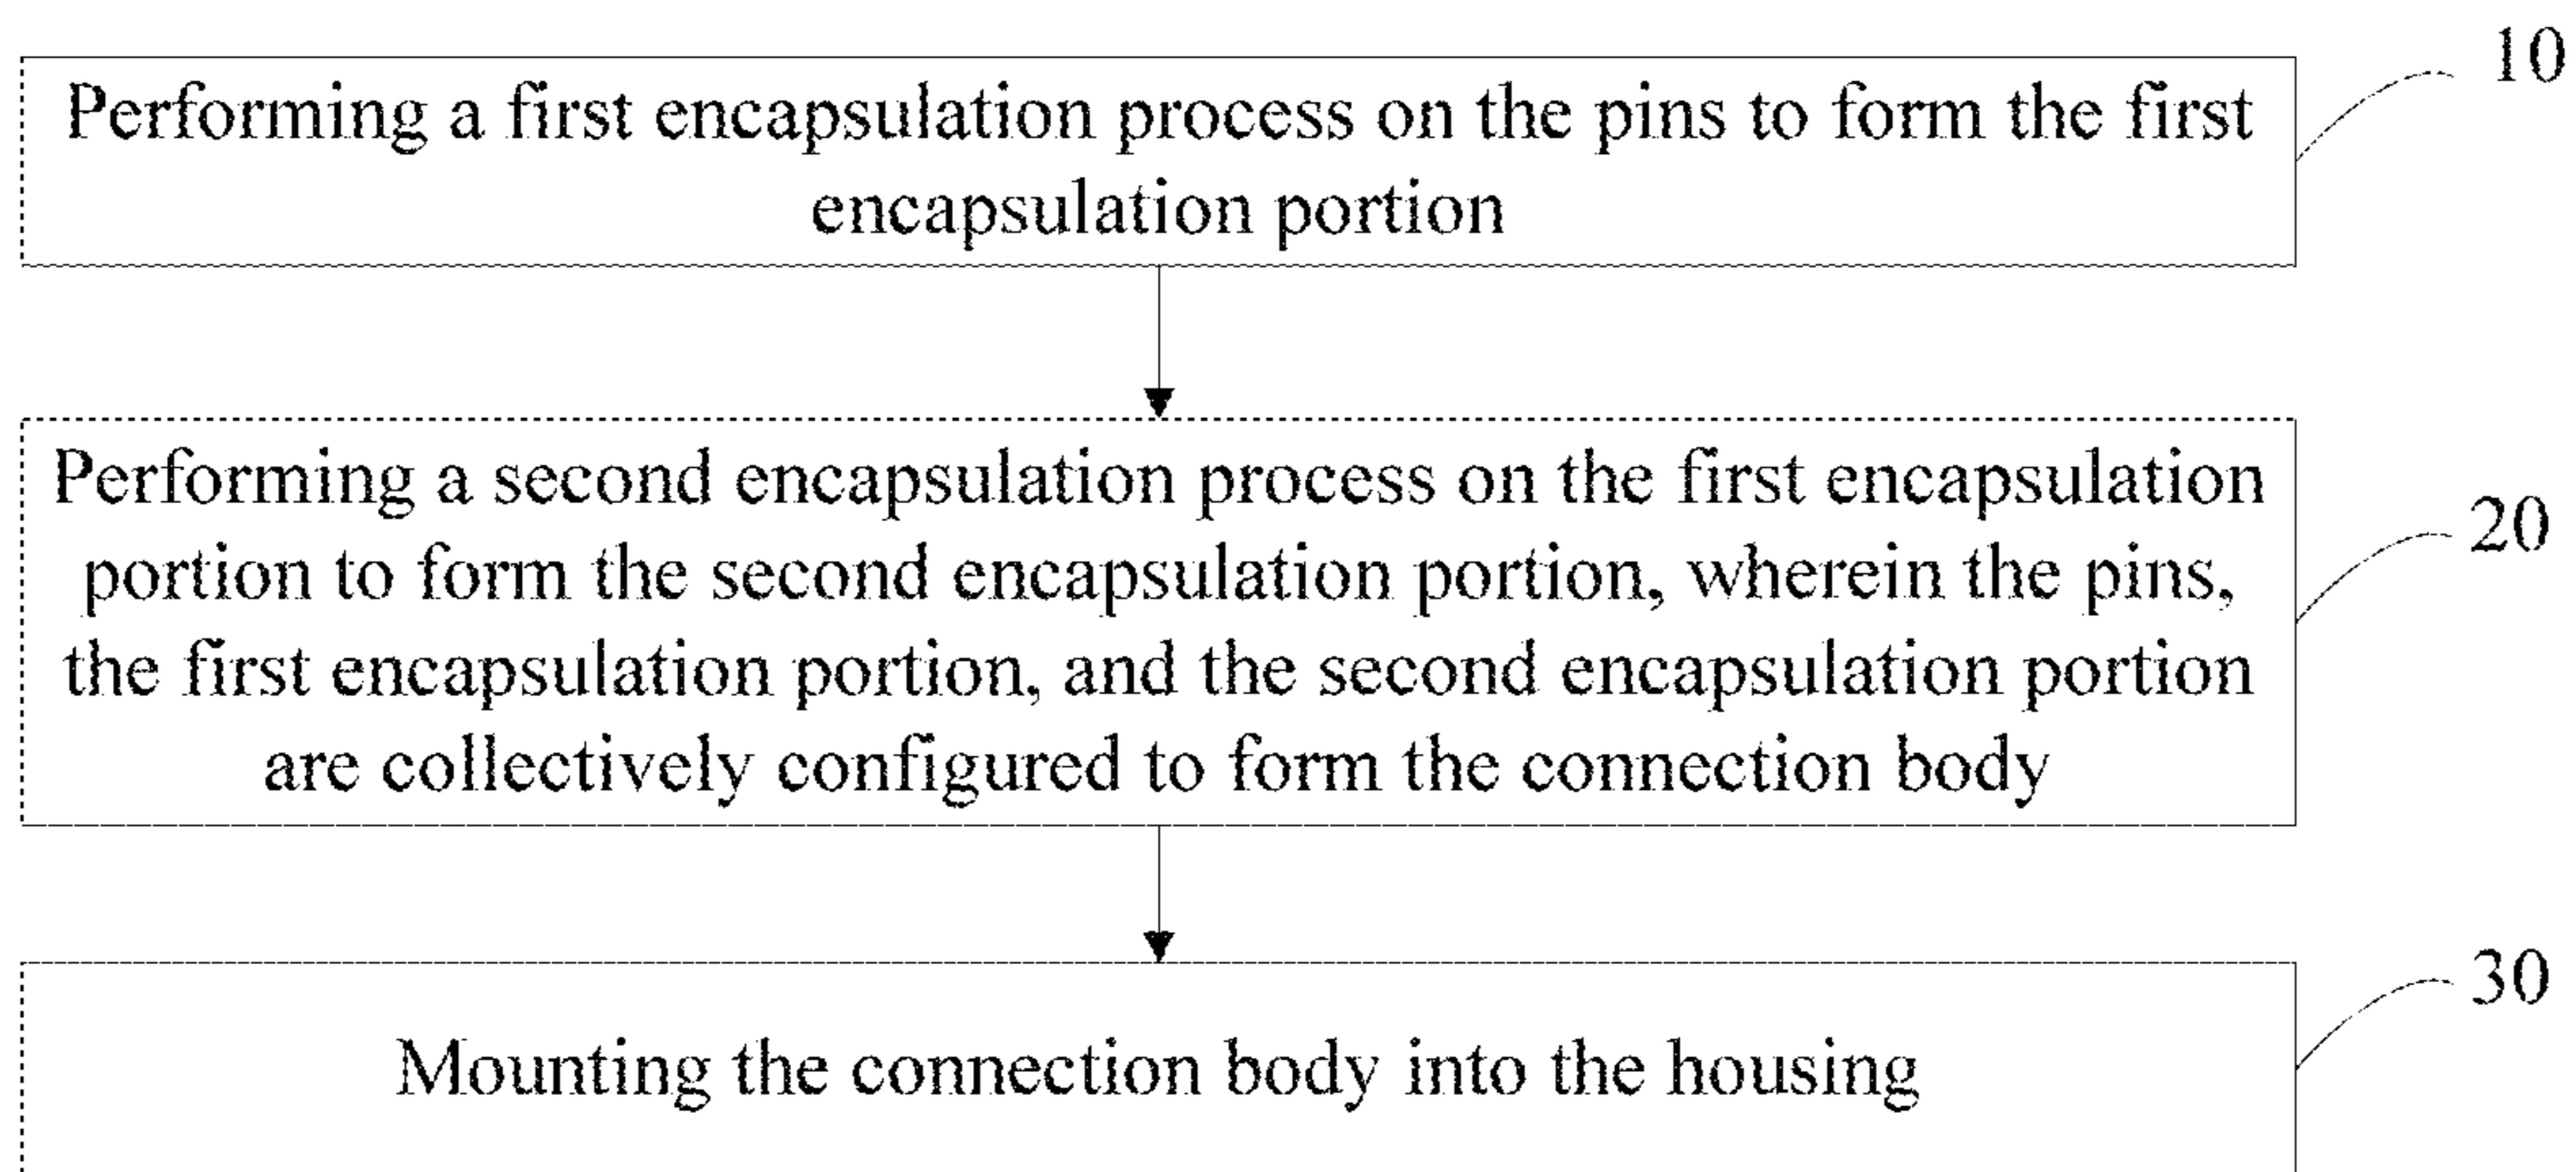 10
Performing a first encapsulation process on the pins to form the first
encapsulation portion
Performing a second encapsulation process on the first encapsulation
portion to form the second encapsulation portion, wherein the pins,
the first encapsulation portion, and the second encapsulation portion
are collectively configured to form the connection body
20
Mounting the connection body into the housing
30